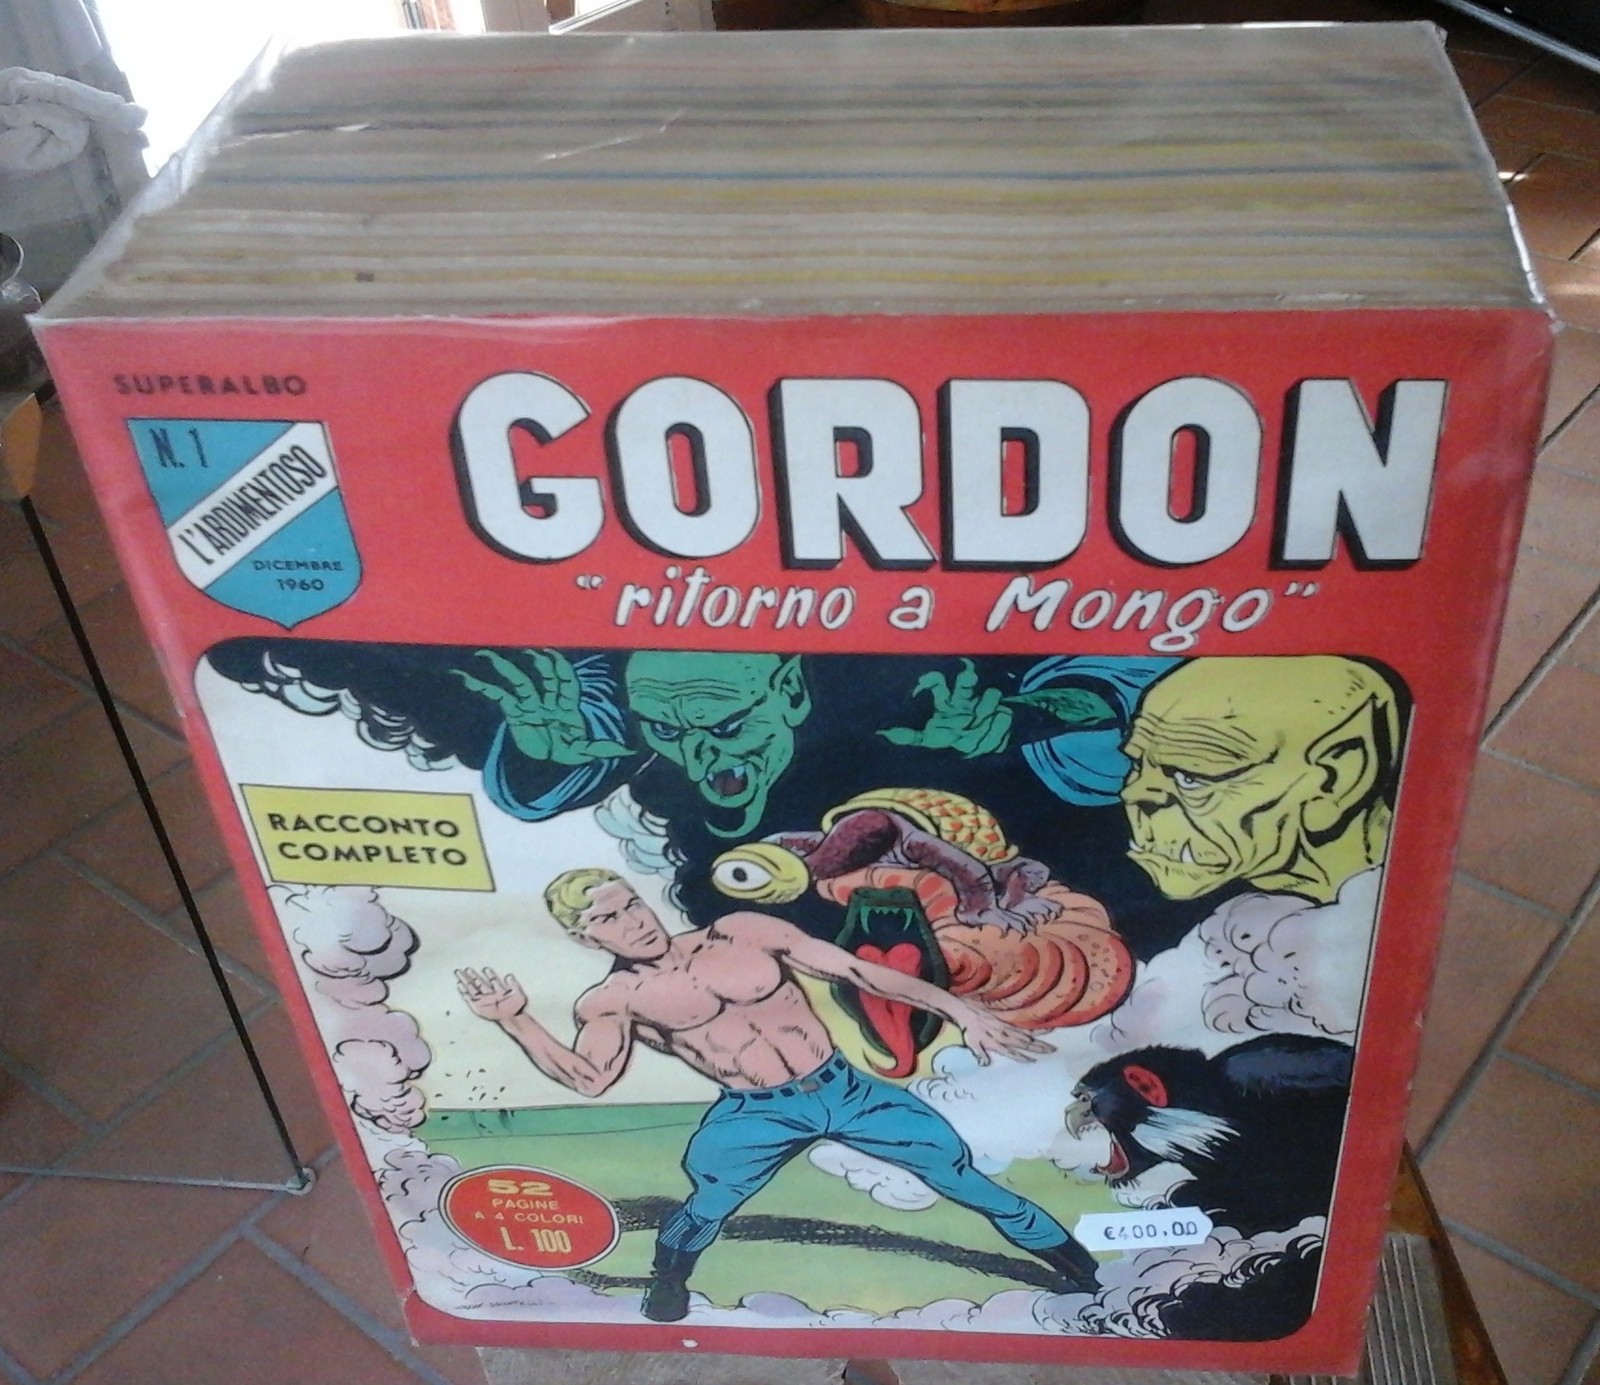 SUPERALBO
N. 1
L'ARDIMENTOSO
DICEMBRE
1960
GORDON
"ritorno a Mongo"
RACCONTO
COMPLETO
52
PAGINE
A 4 COLORI
L. 100
€400,00